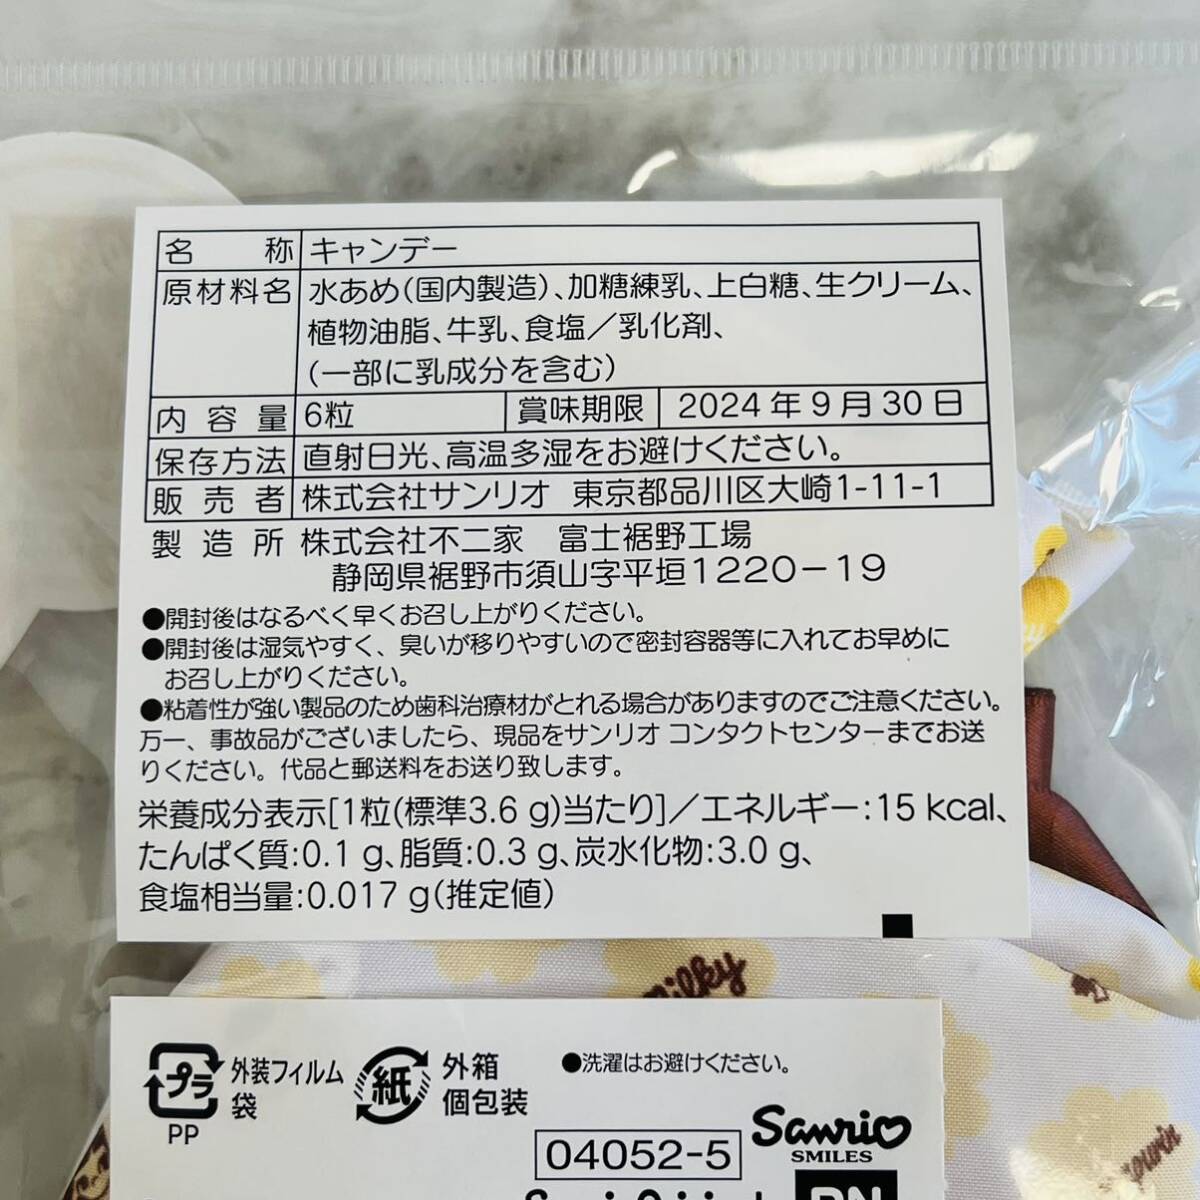 名称 キャンデー
原材料名 水あめ(国内製造)、加糖練乳、上白糖、生クリーム、
植物油脂、牛乳、食塩／乳化剤、
(一部に乳成分を含む)
内容量 6粒 賞味期限 2024年9月30日
保存方法 直射日光、高温多湿をお避けください。
販売者 株式会社サンリオ 東京都品川区大崎1-11-1
製造所 株式会社不二家 富士裾野工場
静岡県裾野市須山字平垣1220-19
●開封後はなるべく早くお召し上がりください。
●開封後は湿気やすく、臭いが移りやすいので密封容器等に入れてお早めに
お召し上がりください。
●粘着性が強い製品のため歯科治療材がとれる場合がありますのでご注意ください。
万一、事故品がございましたら、現品をサンリオ コンタクトセンターまでお送
りください。代品と郵送料をお送り致します。
栄養成分表示[1粒(標準3.6 g)当たり]／エネルギー:15 kcal、
たんぱく質:0.1 g、脂質:0.3 g、炭水化物:3.0 g、
食塩相当量:0.017 g(推定値)
Milky
プラ 外装フィルム
袋
PP
紙 外箱
個包装
●洗濯はお避けください。
04052-5
Sanrio
SMILES